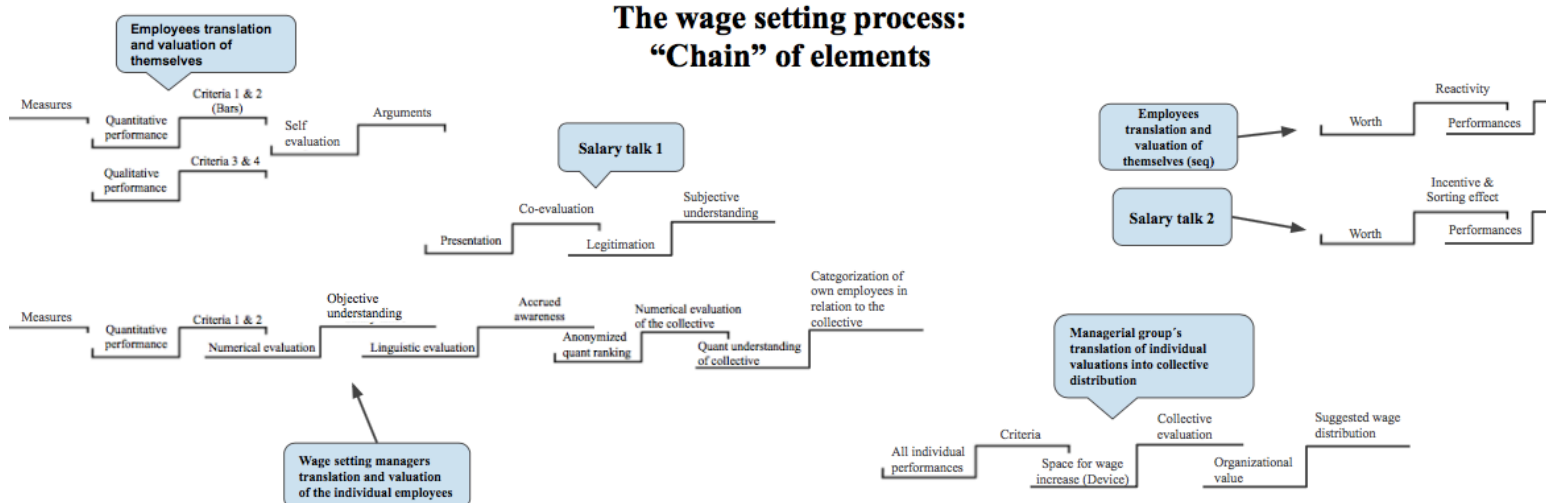 The wage setting process:
“Chain” of elements
Employees translation
and valuation of
themselves
Measures
Quantitative
performance
Criteria 1 & 2
(Bars)
Self
evaluation
Arguments
Qualitative
performance
Criteria 3 & 4
Salary talk 1
Presentation
Co-evaluation
Legitimation
Subjective
understanding
Employees
translation and
valuation of
themselves (seq)
Worth
Reactivity
Performances
Salary talk 2
Worth
Incentive &
Sorting effect
Performances
Measures
Quantitative
performance
Criteria 1 & 2
Numerical evaluation
Objective
understanding
Linguistic evaluation
Accrued
awareness
Anonymized
quant ranking
Numerical evaluation
of the collective
Quant understanding
of collective
Categorization of
own employees in
relation to the
collective
Wage setting managers
translation and valuation
of the individual employees
Managerial group´s
translation of individual
valuations into collective
distribution
All individual
performances
Criteria
Space for wage
increase (Device)
Collective
evaluation
Organizational
value
Suggested wage
distribution